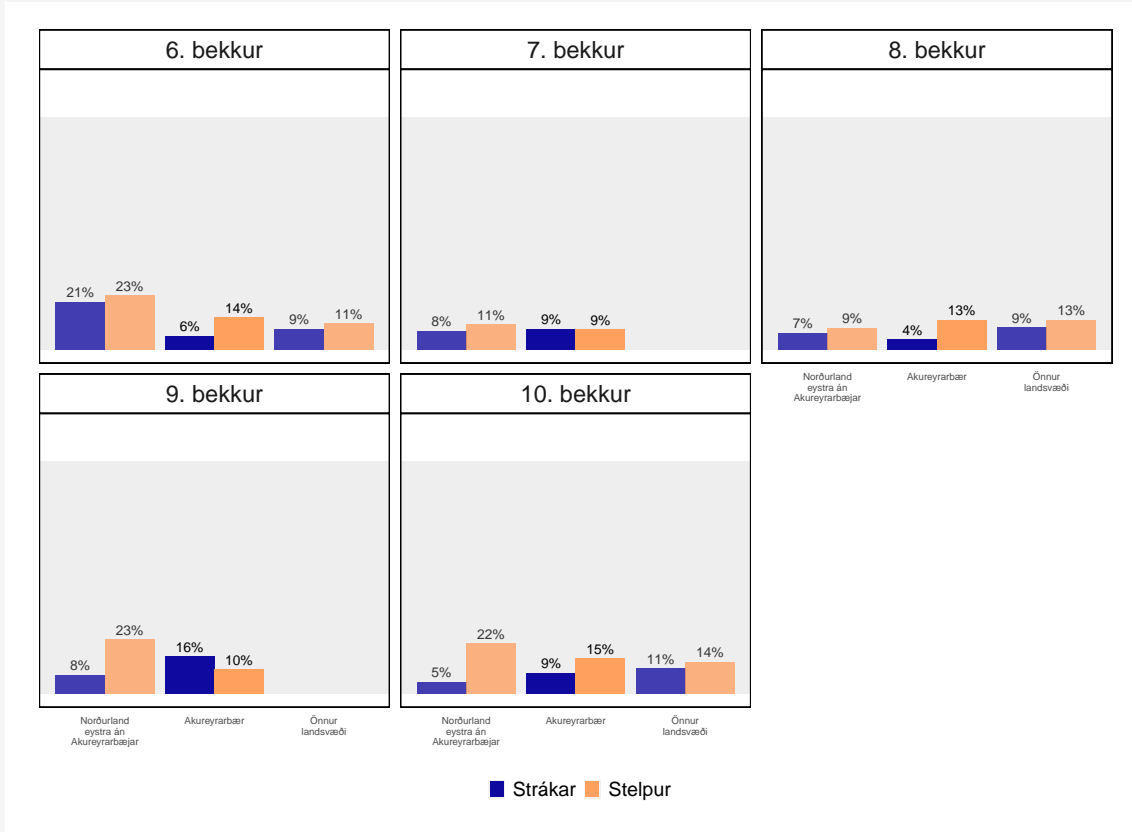 6. bekkur
7. bekkur
8. bekkur
21%
23%
6%
14%
9%
11%
8%
11%
9%
9%
7%
9%
4%
13%
9%
13%
Norðurland
eystra án
Akureyrarbæjar
Akureyrarbær
Önnur
landsvæði
9. bekkur
10. bekkur
8%
23%
16%
10%
5%
22%
9%
15%
11%
14%
Norðurland
eystra án
Akureyrarbæjar
Akureyrarbær
Önnur
landsvæði
Norðurland
eystra án
Akureyrarbæjar
Akureyrarbær
Önnur
landsvæði
Strákar Stelpur